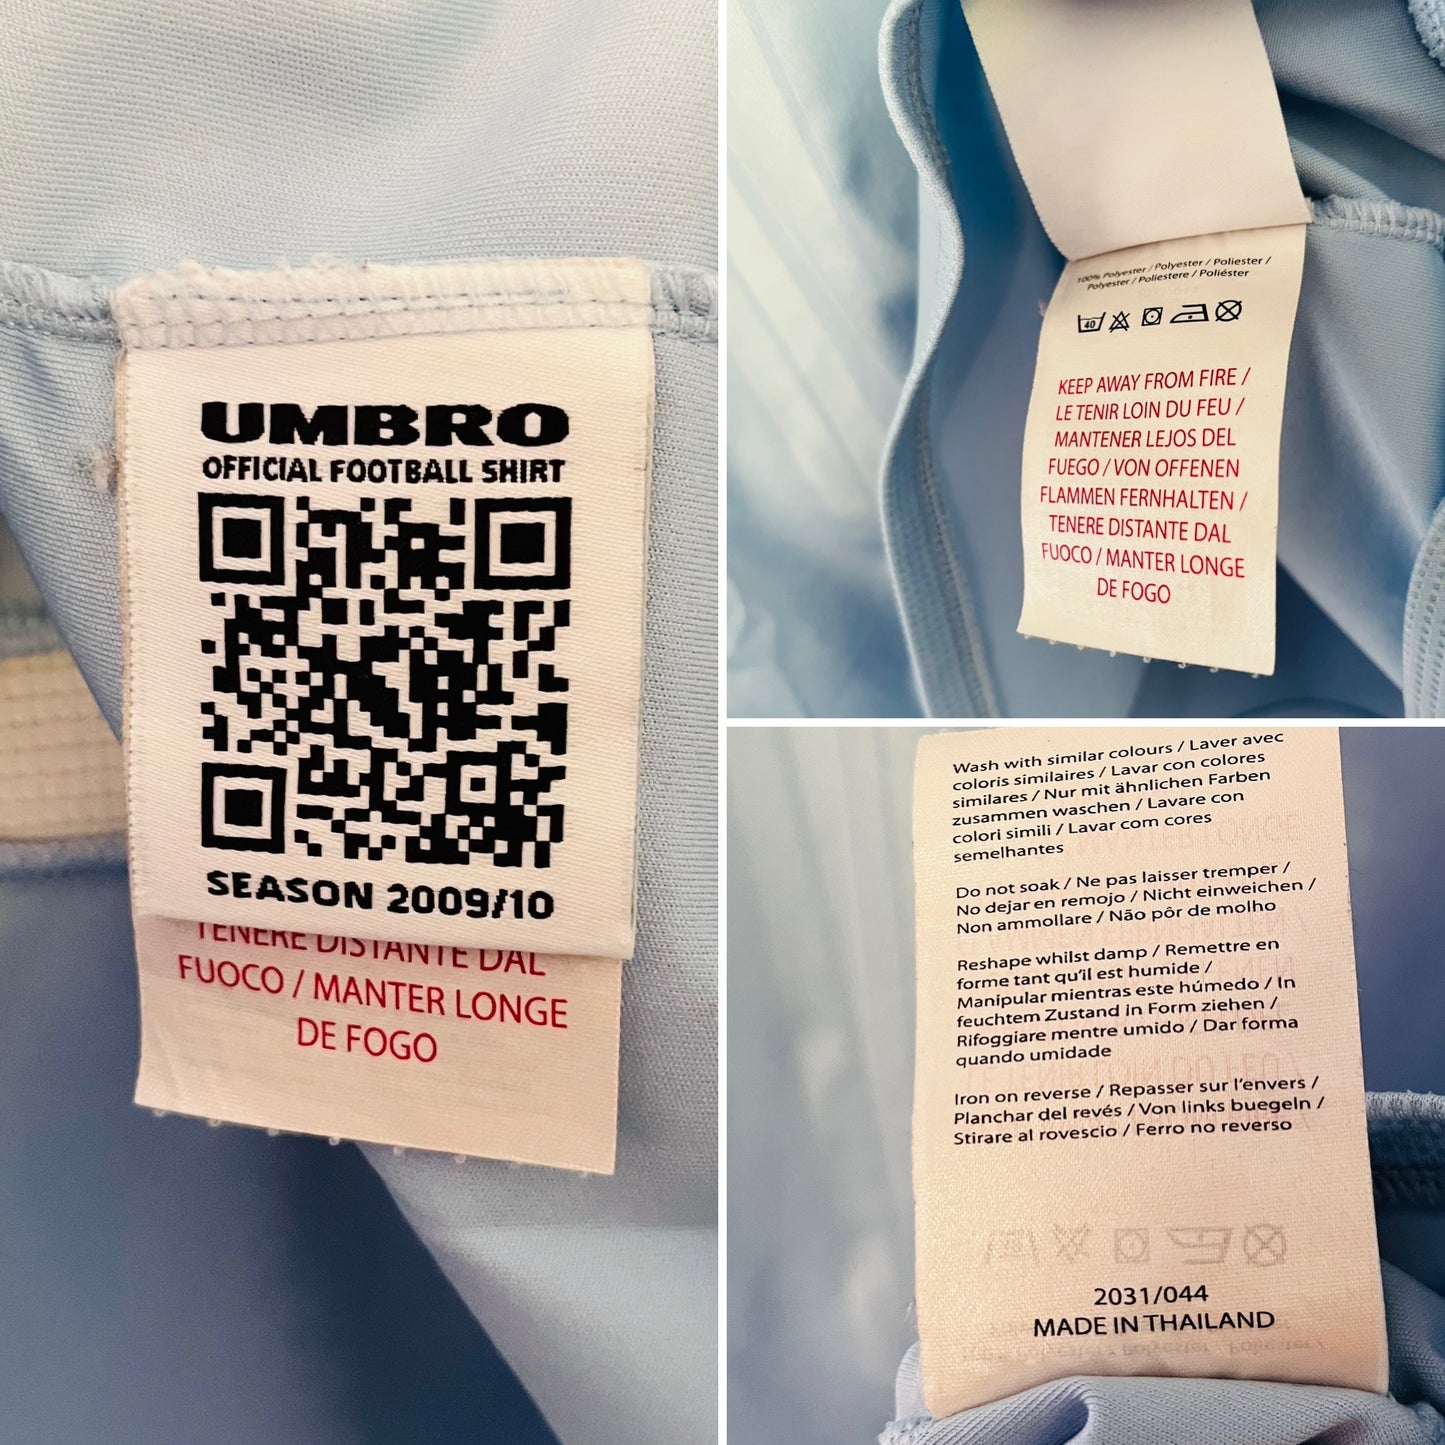 UMBRO
OFFICIAL FOOTBALL SHIRT
SEASON 2009/10
TENERE DISTANTE DAL
FUOCO / MANTER LONGE
DE FOGO
100% Polyester / Polyester / Poliester /
Polyester / Poliestere / Poliéster
40
KEEP AWAY FROM FIRE /
LE TENIR LOIN DU FEU /
MANTENER LEJOS DEL
FUEGO / VON OFFENEN
FLAMMEN FERNHALTEN /
TENERE DISTANTE DAL
FUOCO / MANTER LONGE
DE FOGO
Wash with similar colours / Laver avec
coloris similaires / Lavar con colores
similares / Nur mit ähnlichen Farben
zusammen waschen / Lavare con
colori simili / Lavar com cores
semelhantes
Do not soak / Ne pas laisser tremper /
No dejar en remojo / Nicht einweichen /
Non ammollare / Não pôr de molho
Reshape whilst damp / Remettre en
forme tant qu'il est humide /
Manipular mientras este húmedo / In
feuchtem Zustand in Form ziehen /
Rifoggiare mentre umido / Dar forma
quando umidade
Iron on reverse / Repasser sur l'envers /
Planchar del revés / Von links buegeln /
Stirare al rovescio / Ferro no reverso
2031/044
MADE IN THAILAND